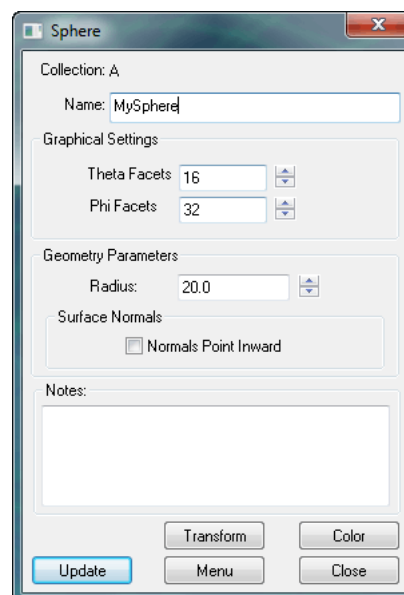 Sphere
Collection: A
Name: MySphere
Graphical Settings
Theta Facets 16
Phi Facets 32
Geometry Parameters
Radius: 20.0
Surface Normals
Normals Point Inward
Notes:
Transform Color
Update Menu Close